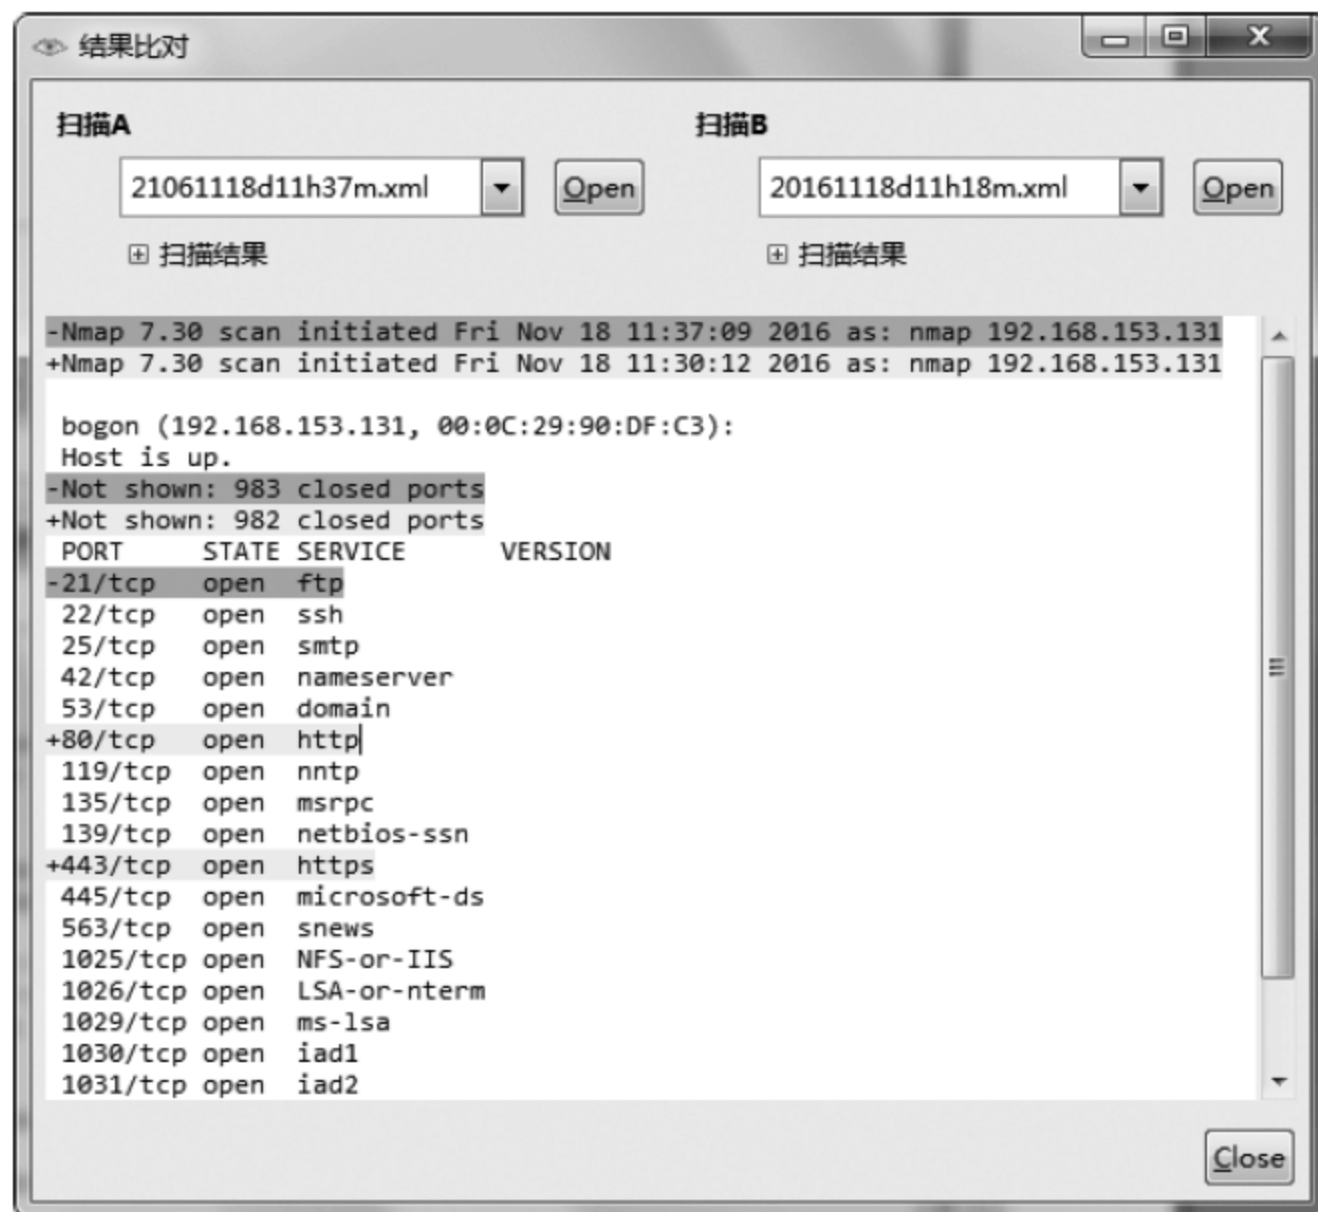 结果比对
扫描A 扫描B
21061118d11h37m.xml Open 20161118d11h18m.xml Open
扫描结果 扫描结果
-Nmap 7.30 scan initiated Fri Nov 18 11:37:09 2016 as: nmap 192.168.153.131
+Nmap 7.30 scan initiated Fri Nov 18 11:30:12 2016 as: nmap 192.168.153.131
bogon (192.168.153.131, 00:0C:29:90:DF:C3):
Host is up.
-Not shown: 983 closed ports
+Not shown: 982 closed ports
PORT STATE SERVICE VERSION
-21/tcp open ftp
22/tcp open ssh
25/tcp open smtp
42/tcp open nameserver
53/tcp open domain
+80/tcp open http
119/tcp open nntp
135/tcp open msrpc
139/tcp open netbios-ssn
+443/tcp open https
445/tcp open microsoft-ds
563/tcp open snews
1025/tcp open NFS-or-IIS
1026/tcp open LSA-or-nterm
1029/tcp open ms-lsa
1030/tcp open iad1
1031/tcp open iad2
Close